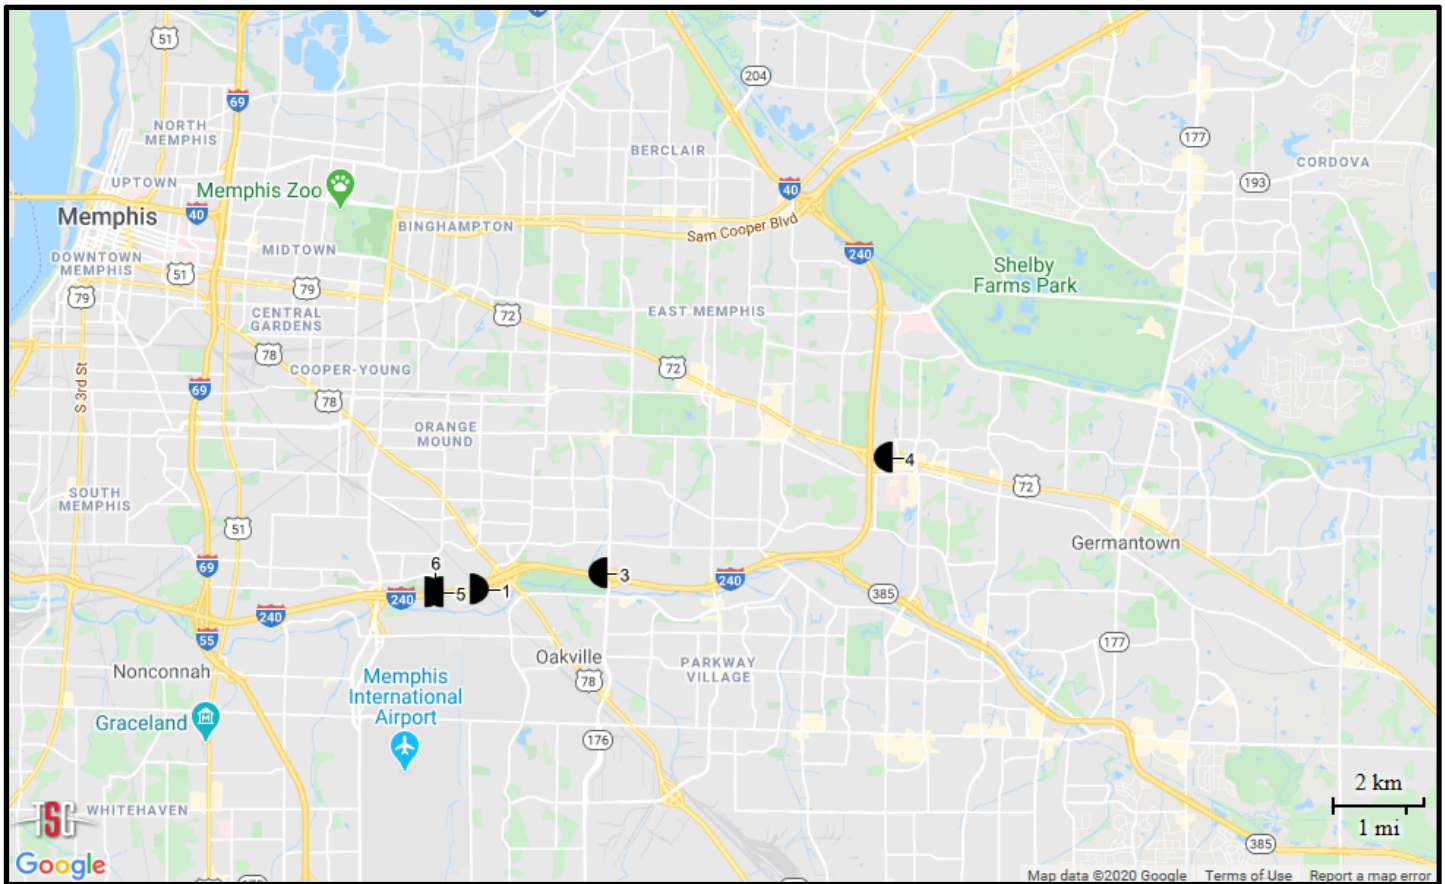 51
204
69
177
NORTH
MEMPHIS
BERCLAIR
CORDOVA
UPTOWN
Memphis Zoo
40
193
Memphis
40
BINGHAMPTON
Sam Cooper Blvd
MIDTOWN
240
DOWNTOWN
MEMPHIS
51
Shelby
Farms Park
79
79
CENTRAL
GARDENS
72
EAST MEMPHIS
78
COOPER-YOUNG
72
S 3rd St
69
78
ORANGE
MOUND
4
72
SOUTH
MEMPHIS
51
Germantown
6
69
3
240
5
1
240
385
240
55
177
Nonconnah
Oakville
PARKWAY
VILLAGE
78
Memphis
International
Airport
Graceland
176
2 km
1 mi
WHITEHAVEN
TSC
385
Google
Map data ©2020 Google
Terms of Use
Report a map error